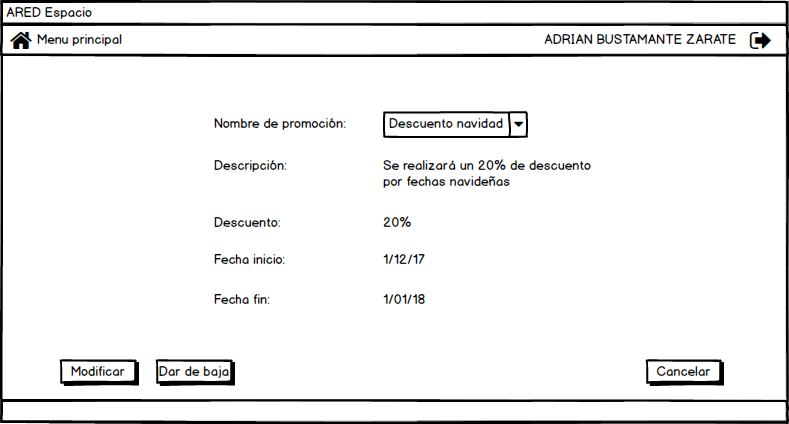 ARED Espacio
Menu principal
ADRIAN BUSTAMANTE ZARATE
Nombre de promoción:
Descuento navidad
Descripción:
Se realizará un 20% de descuento
por fechas navideñas
Descuento:
20%
Fecha inicio:
1/12/17
Fecha fin:
1/01/18
Modificar
Dar de baja
Cancelar